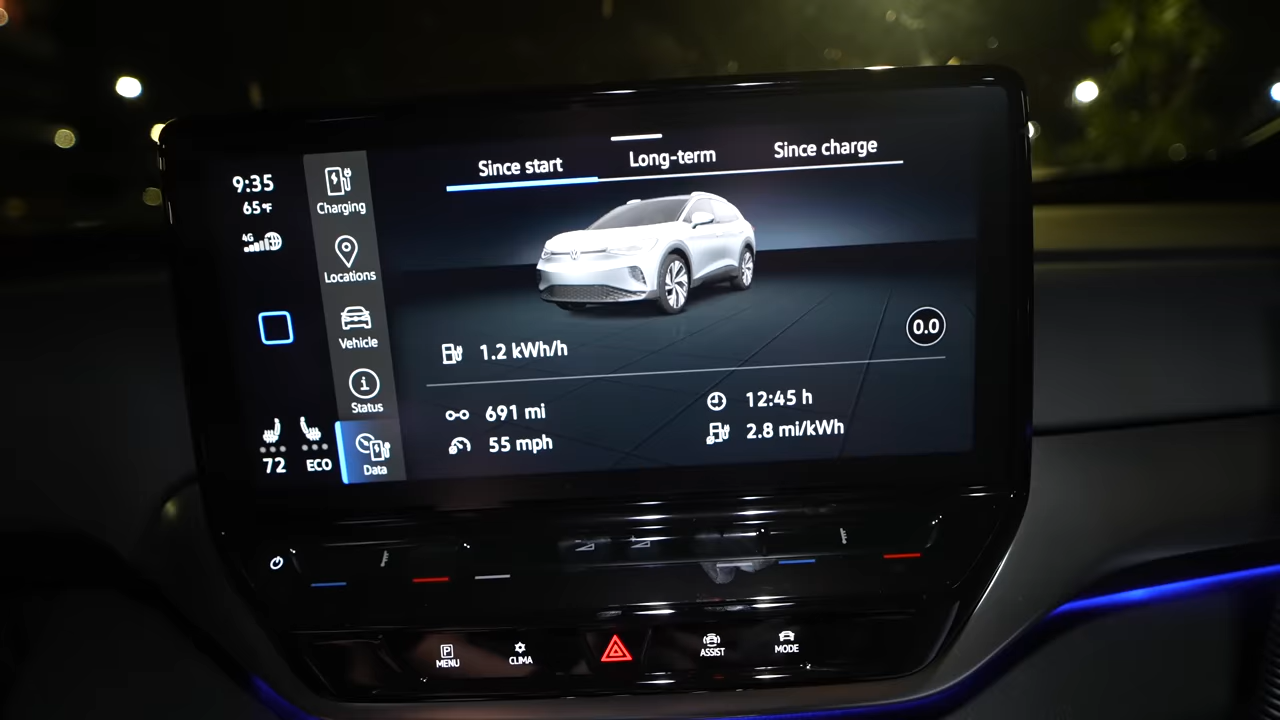 Since start
Long-term
Since charge
9:35
65°F
4G
Charging
Locations
Vehicle
Status
72
ECO
Data
1.2 kWh/h
0.0
691 mi
12:45 h
55 mph
2.8 mi/kWh
P
MENU
CLIMA
ASSIST
MODE